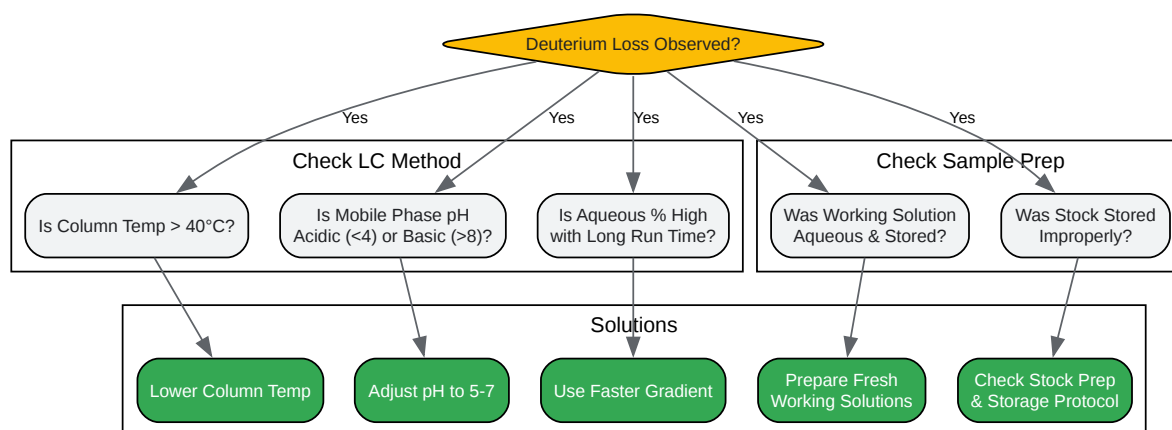 Deuterium Loss Observed?
Yes
Yes
Yes
Yes
Yes
Check LC Method
Check Sample Prep
Is Column Temp > 40°C?
Is Mobile Phase pH
Acidic (<4) or Basic (>8)?
Is Aqueous % High
with Long Run Time?
Was Working Solution
Aqueous & Stored?
Was Stock Stored
Improperly?
Solutions
Lower Column Temp
Adjust pH to 5-7
Use Faster Gradient
Prepare Fresh
Working Solutions
Check Stock Prep
& Storage Protocol